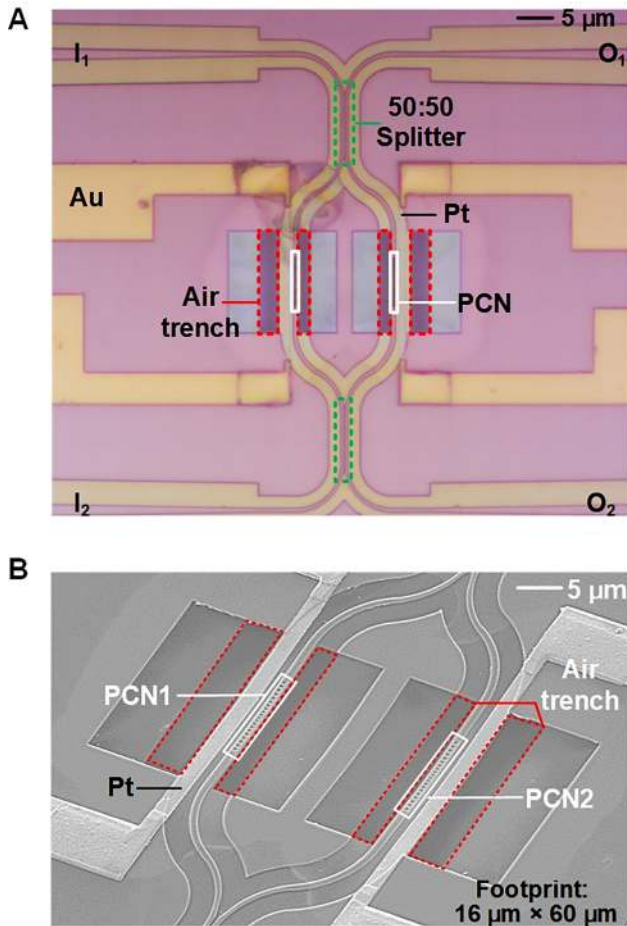 A
5 μm
I₁
O₁
50:50
Splitter
Au
Pt
Air
trench
PCN
I₂
O₂
B
5 μm
Air
trench
PCN1
Pt
PCN2
Footprint:
16 μm × 60 μm